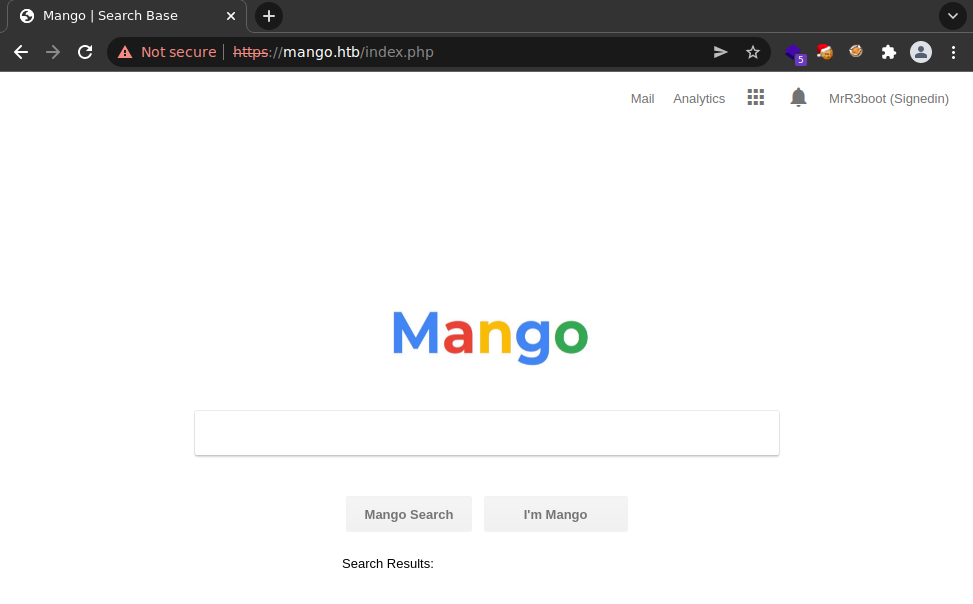 Mango | Search Base
Not secure | https://mango.htb/index.php
5
Mail Analytics MrR3boot (Signedin)
Mango
Mango Search I'm Mango
Search Results: